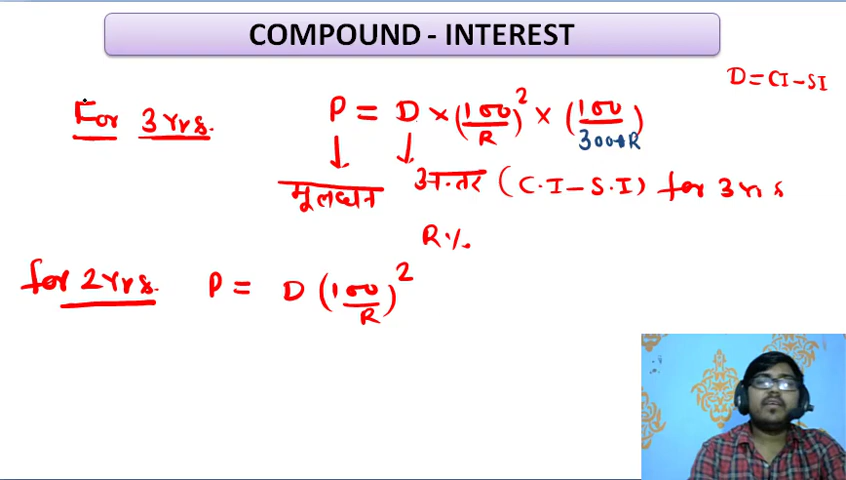 COMPOUND - INTEREST
D = CI - SI
For 3 Yrs. P = D × (100/R)² × (100/300+R)
मूलधन अन्तर (C.I - S.I) for 3 yrs
R%
for 2 Yrs. P = D (100/R)²